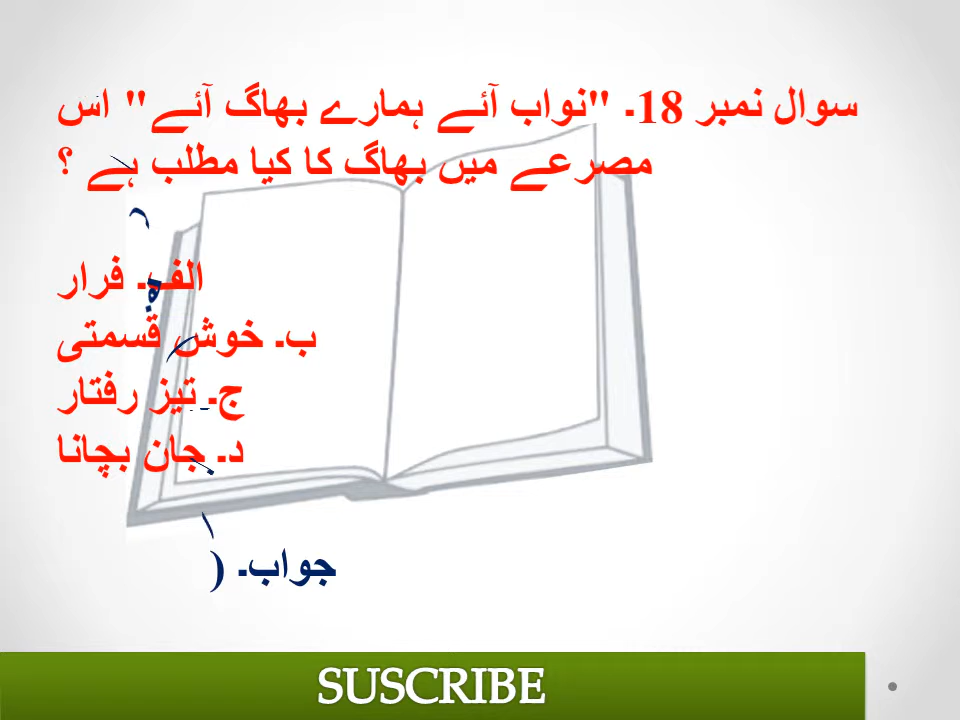 سوال نمبر 18۔ "نواب آئے ہمارے بھاگ آئے" اس
مصرعے میں بھاگ کا کیا مطلب ہے ؟
الف۔ فرار
ب۔ خوش قسمتی
ج۔ تیز رفتار
د۔ جان بچانا
جواب۔ (
SUSCRIBE